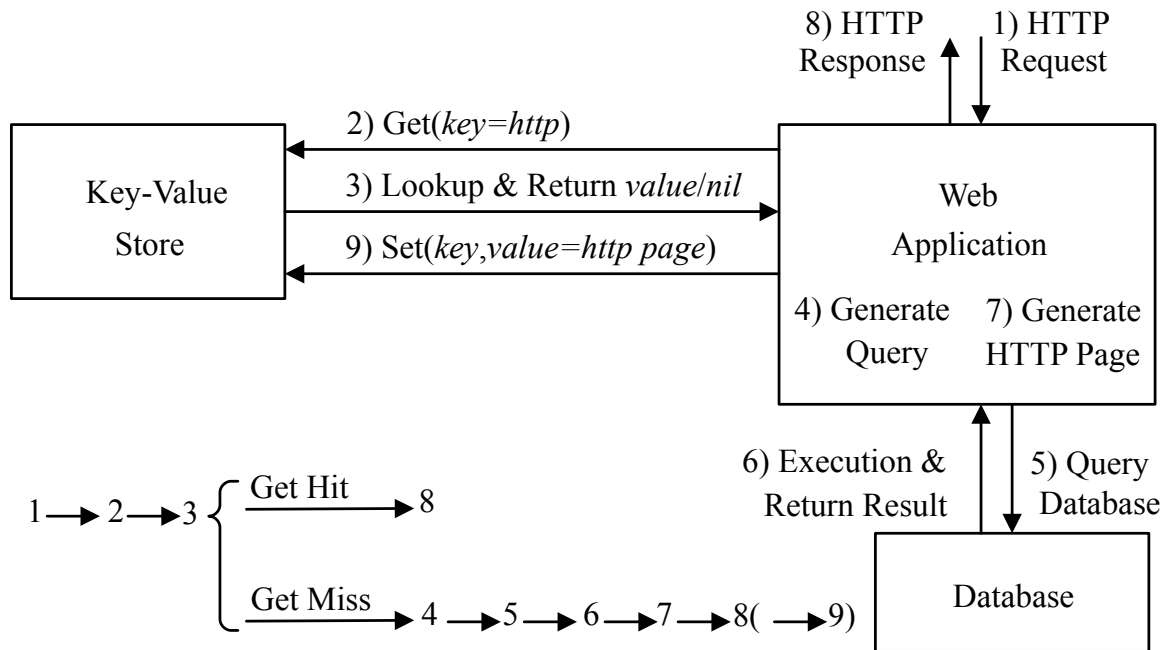 8) HTTP
Response
1) HTTP
Request
2) Get(key=http)
Key-Value
Store
3) Lookup & Return value/nil
9) Set(key,value=http page)
Web
Application
4) Generate
Query
7) Generate
HTTP Page
6) Execution &
Return Result
5) Query
Database
Database
1 2 3
Get Hit 8
Get Miss 4 5 6 7 8( 9)